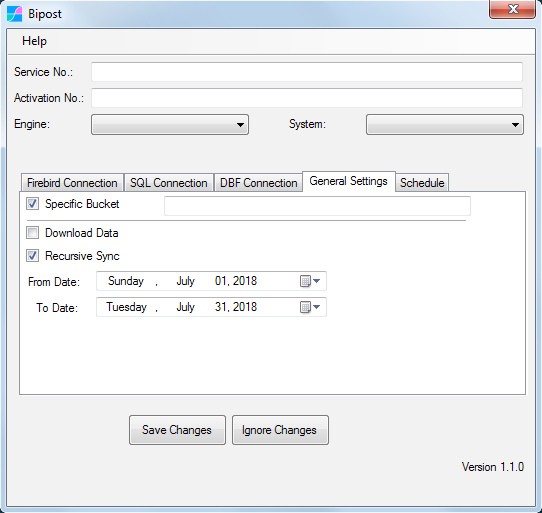 Bipost
Help
Service No.:
Activation No.:
Engine: System:
Firebird Connection SQL Connection DBF Connection General Settings Schedule
Specific Bucket
Download Data
Recursive Sync
From Date: Sunday , July 01, 2018
To Date: Tuesday , July 31, 2018
Save Changes Ignore Changes
Version 1.1.0